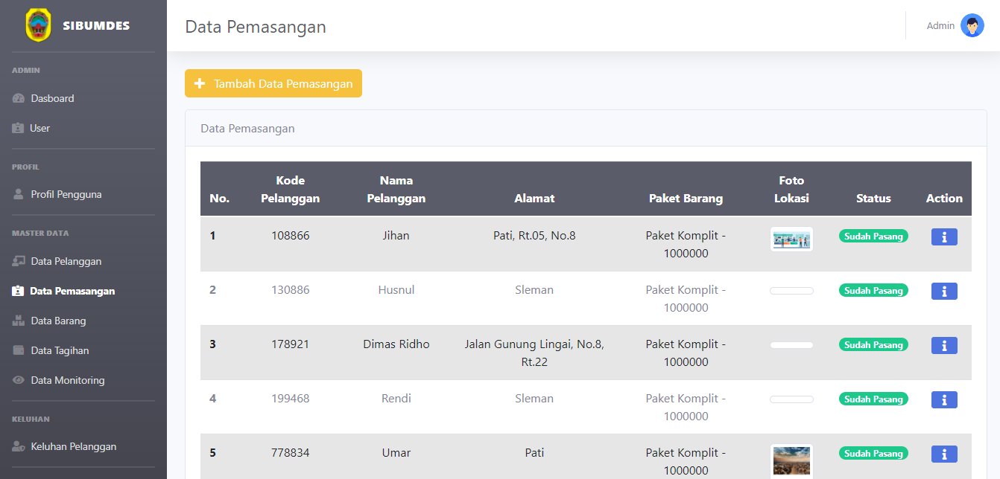 SIBUMDES
ADMIN
Dasboard
User
PROFIL
Profil Pengguna
MASTER DATA
Data Pelanggan
Data Pemasangan
Data Barang
Data Tagihan
Data Monitoring
KELUHAN
Keluhan Pelanggan
Data Pemasangan
Admin
Tambah Data Pemasangan
Data Pemasangan
No. Kode Pelanggan Nama Pelanggan Alamat Paket Barang Foto Lokasi Status Action
1 108866 Jihan Pati, Rt.05, No.8 Paket Komplit - 1000000 Sudah Pasang
2 130886 Husnul Sleman Paket Komplit - 1000000 Sudah Pasang
3 178921 Dimas Ridho Jalan Gunung Lingai, No.8, Rt.22 Paket Komplit - 1000000 Sudah Pasang
4 199468 Rendi Sleman Paket Komplit - 1000000 Sudah Pasang
5 778834 Umar Pati Paket Komplit - 1000000 Sudah Pasang